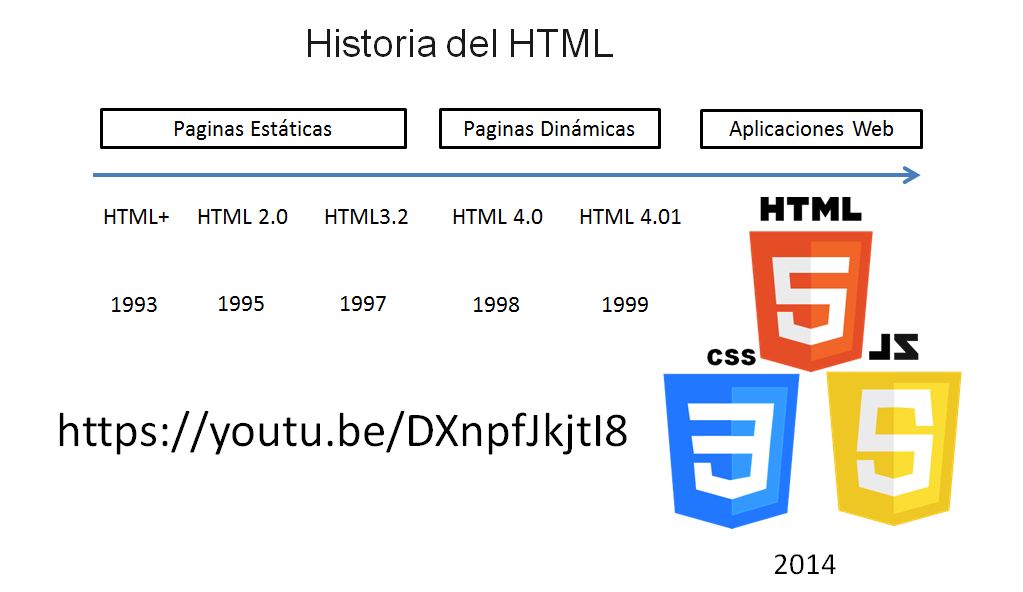 Historia del HTML
Paginas Estáticas Paginas Dinámicas Aplicaciones Web
HTML+ HTML 2.0 HTML3.2 HTML 4.0 HTML 4.01
HTML
5
1993 1995 1997 1998 1999
CSS JS
3 S
https://youtu.be/DXnpfJkjtI8
2014